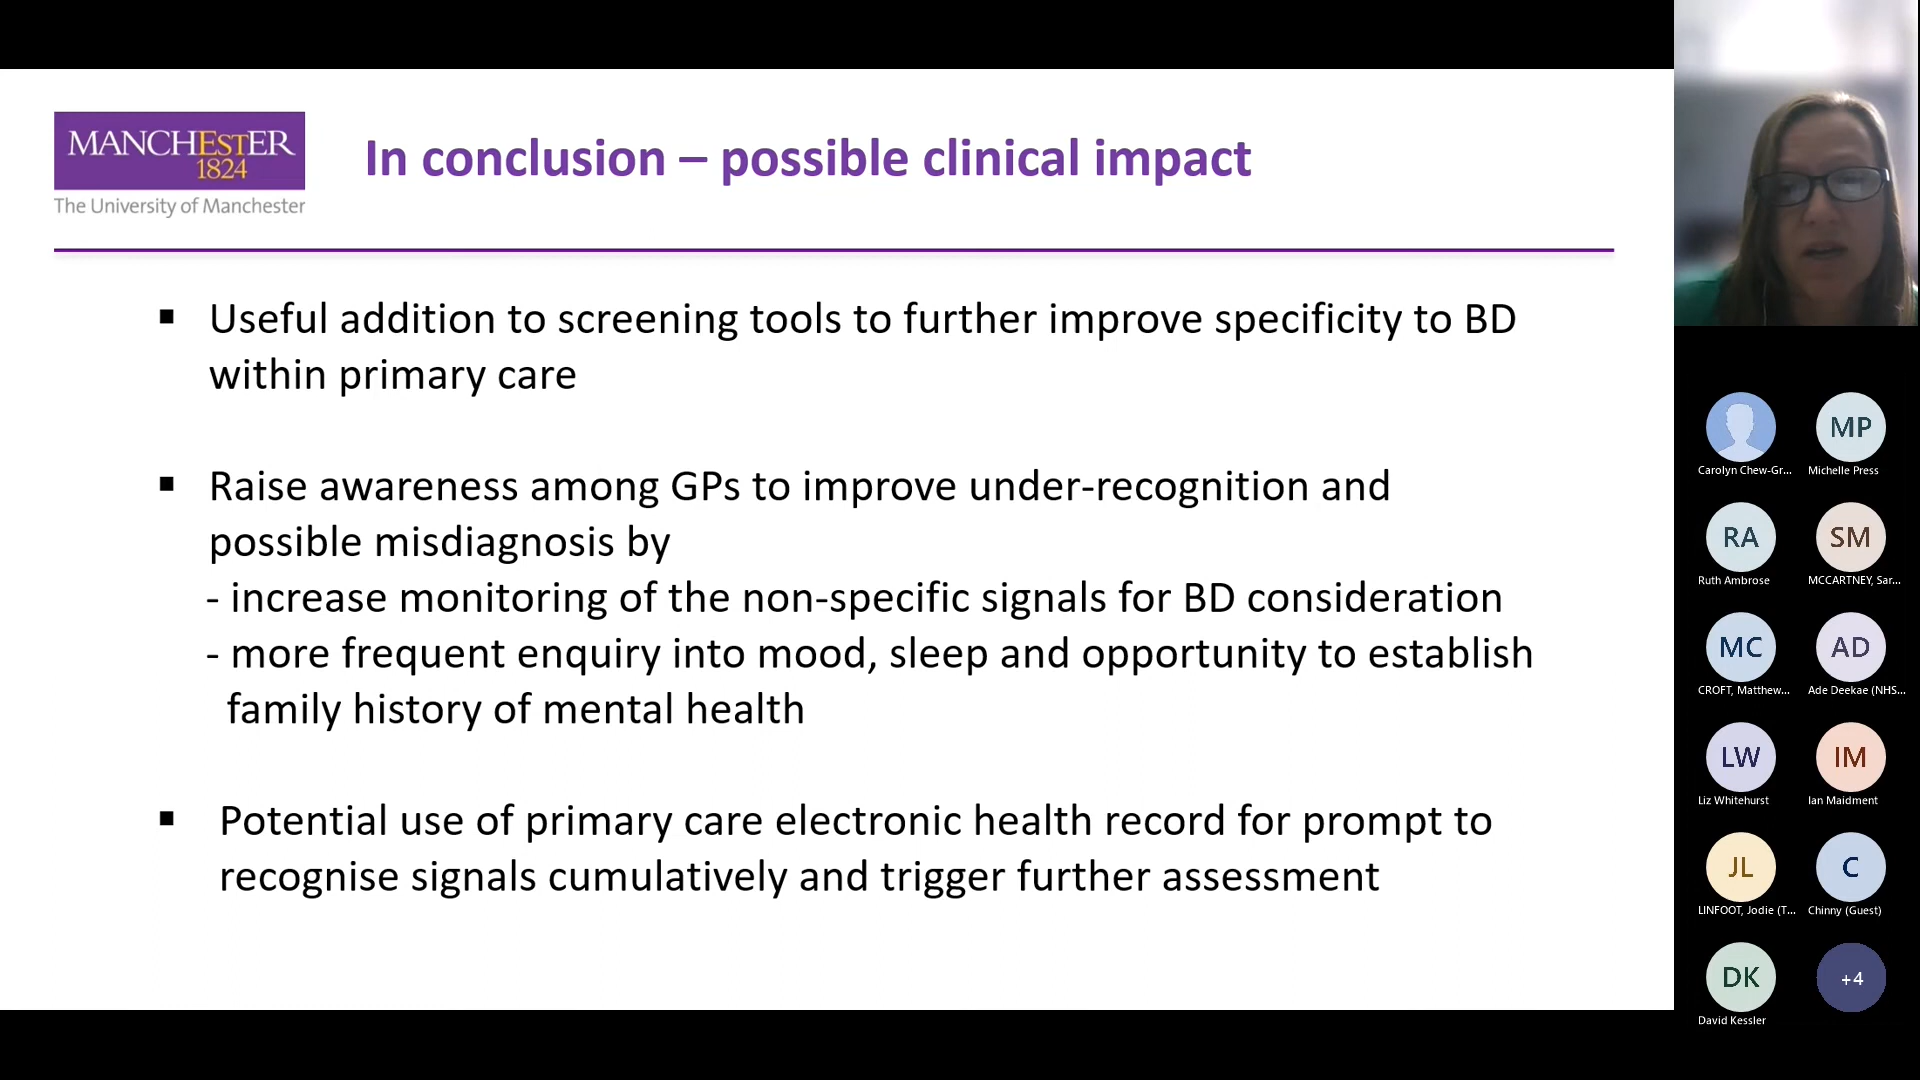 MANCHESTER
1824
The University of Manchester
In conclusion – possible clinical impact
▪ Useful addition to screening tools to further improve specificity to BD
within primary care
▪ Raise awareness among GPs to improve under-recognition and
possible misdiagnosis by
- increase monitoring of the non-specific signals for BD consideration
- more frequent enquiry into mood, sleep and opportunity to establish
family history of mental health
▪ Potential use of primary care electronic health record for prompt to
recognise signals cumulatively and trigger further assessment
Carolyn Chew-Gr...
MP
Michelle Press
RA
Ruth Ambrose
SM
MCCARTNEY, Sar...
MC
CROFT, Matthew...
AD
Ade Deekae (NHS...
LW
Liz Whitehurst
IM
Ian Maidment
JL
LINFOOT, Jodie (T...
C
Chinny (Guest)
DK
David Kessler
+4